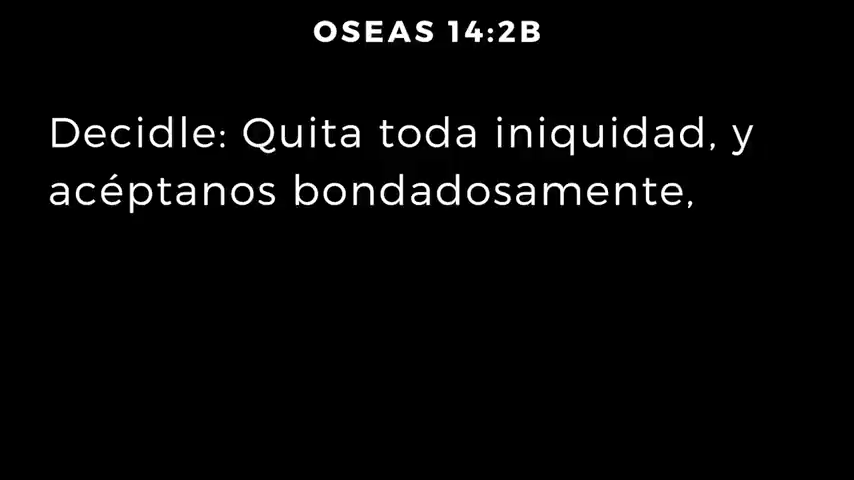 OSEAS 14:2B
Decidle: Quita toda iniquidad, y
acéptanos bondadosamente,